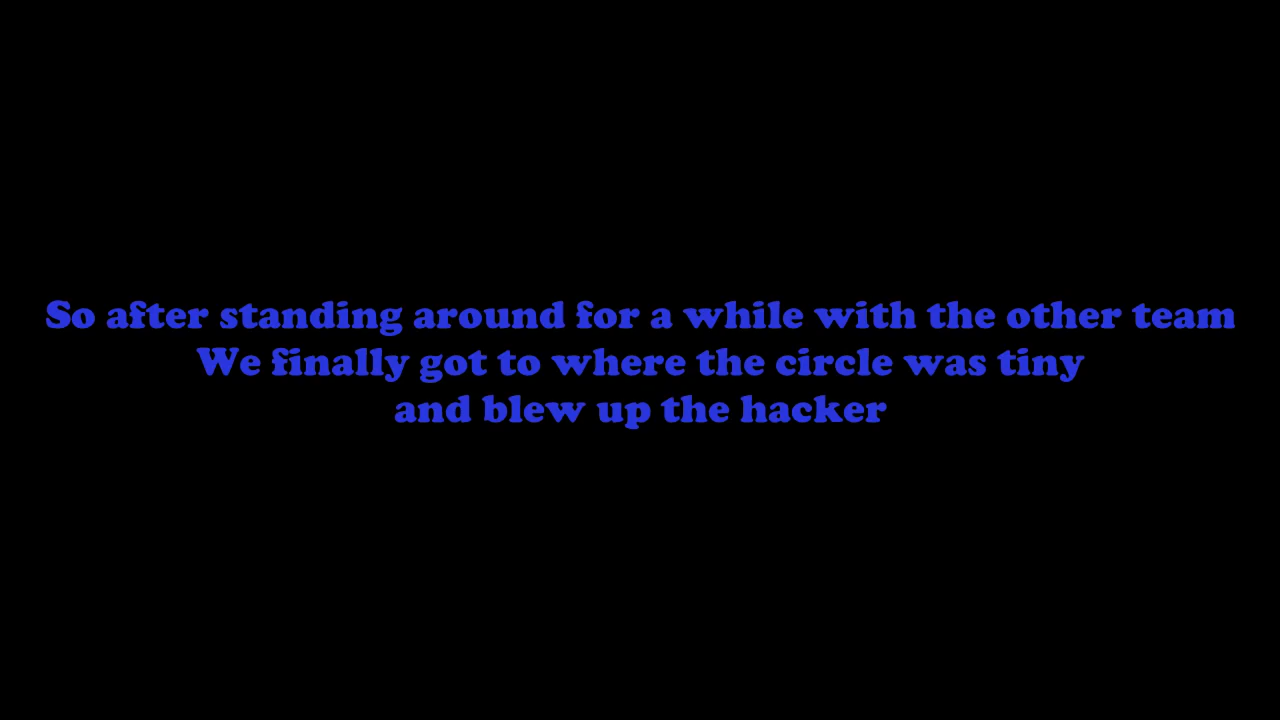 So after standing around for a while with the other team
We finally got to where the circle was tiny
and blew up the hacker